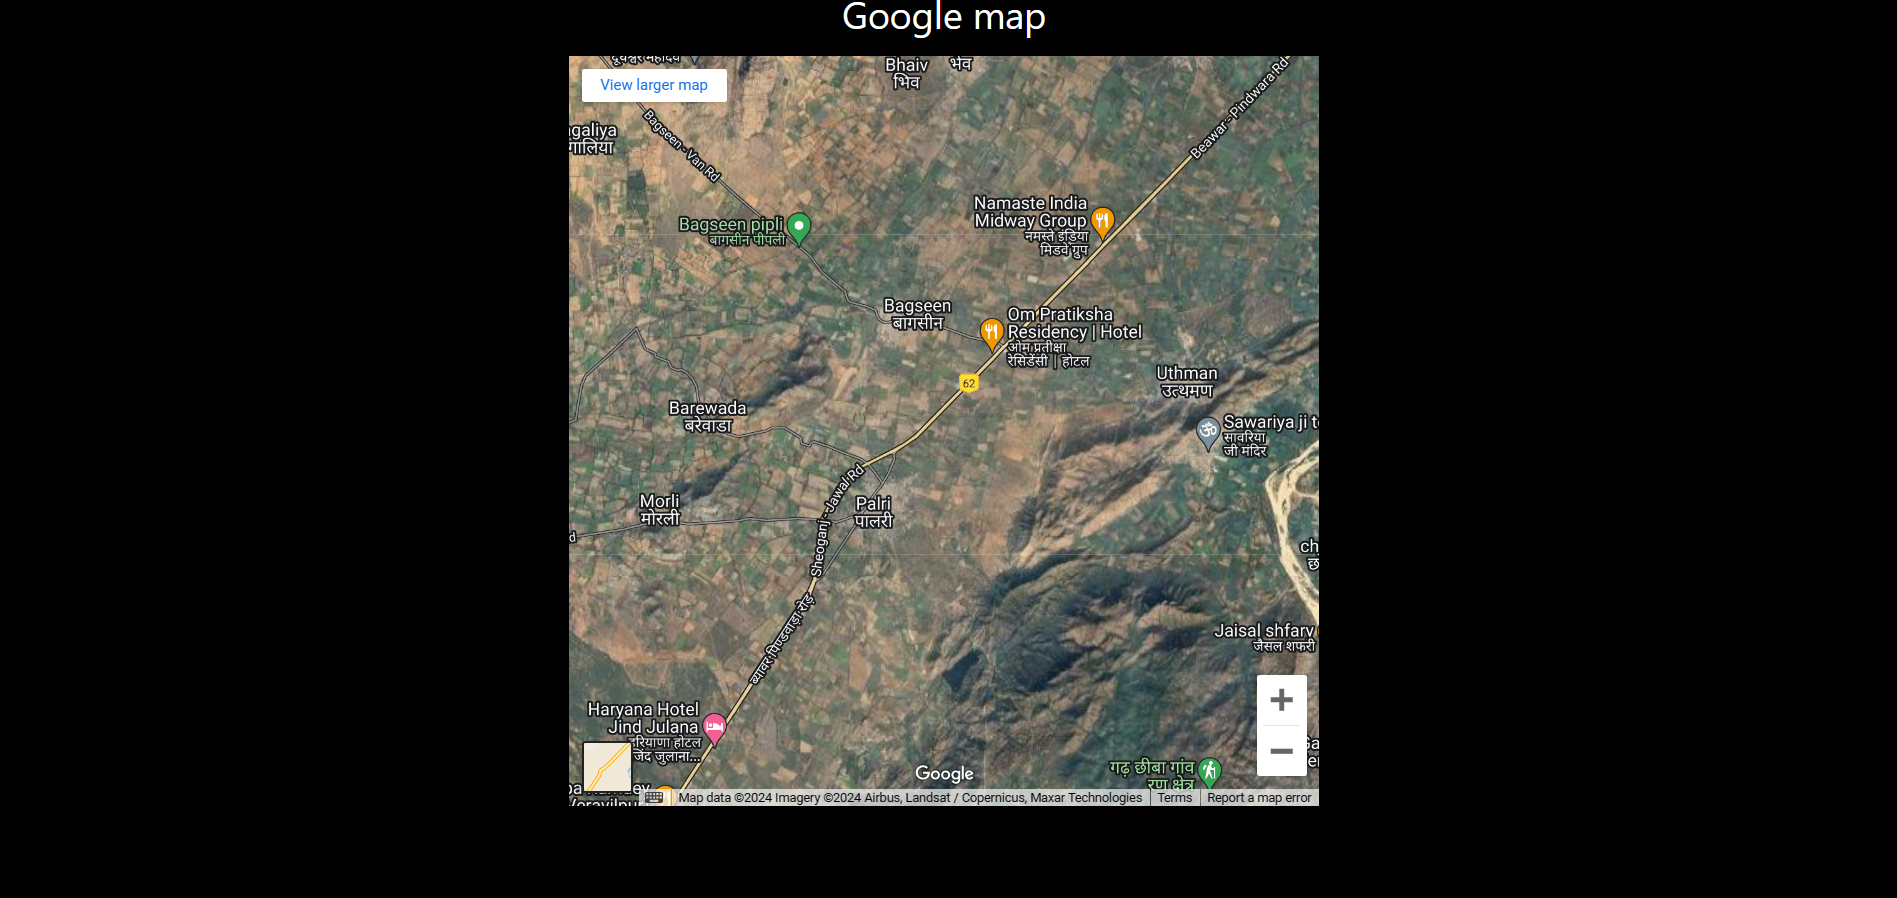 Google map
View larger map
Bhaiv
भिव
भेव
Beawar - Pindwara Rd
Bagseen - Van Rd
Namaste India
Midway Group
नमस्ते इंडिया
मिडवे ग्रुप
Bagseen pipli
बागसीन पीपली
Bagseen
बागसीन
Om Pratiksha
Residency | Hotel
ओम प्रतीक्षा
रेसिडेंसी | होटल
62
Uthman
उत्थमण
Barewada
बरेवाडा
Sawariya ji
सावरिया
जी मंदिर
Sheoganj - Jawal Rd
Morli
मोरली
Palri
पालरी
ब्यावर-पिण्डवाड़ा रोड़
Jaisal shfarv
जैसल शफरी
Haryana Hotel
Jind Julana
हरियाणा होटल
जिंद जुलाना...
गढ़ छीबा गांव
रण क्षेत्र
Google
Map data ©2024 Imagery ©2024 Airbus, Landsat / Copernicus, Maxar Technologies
Terms
Report a map error